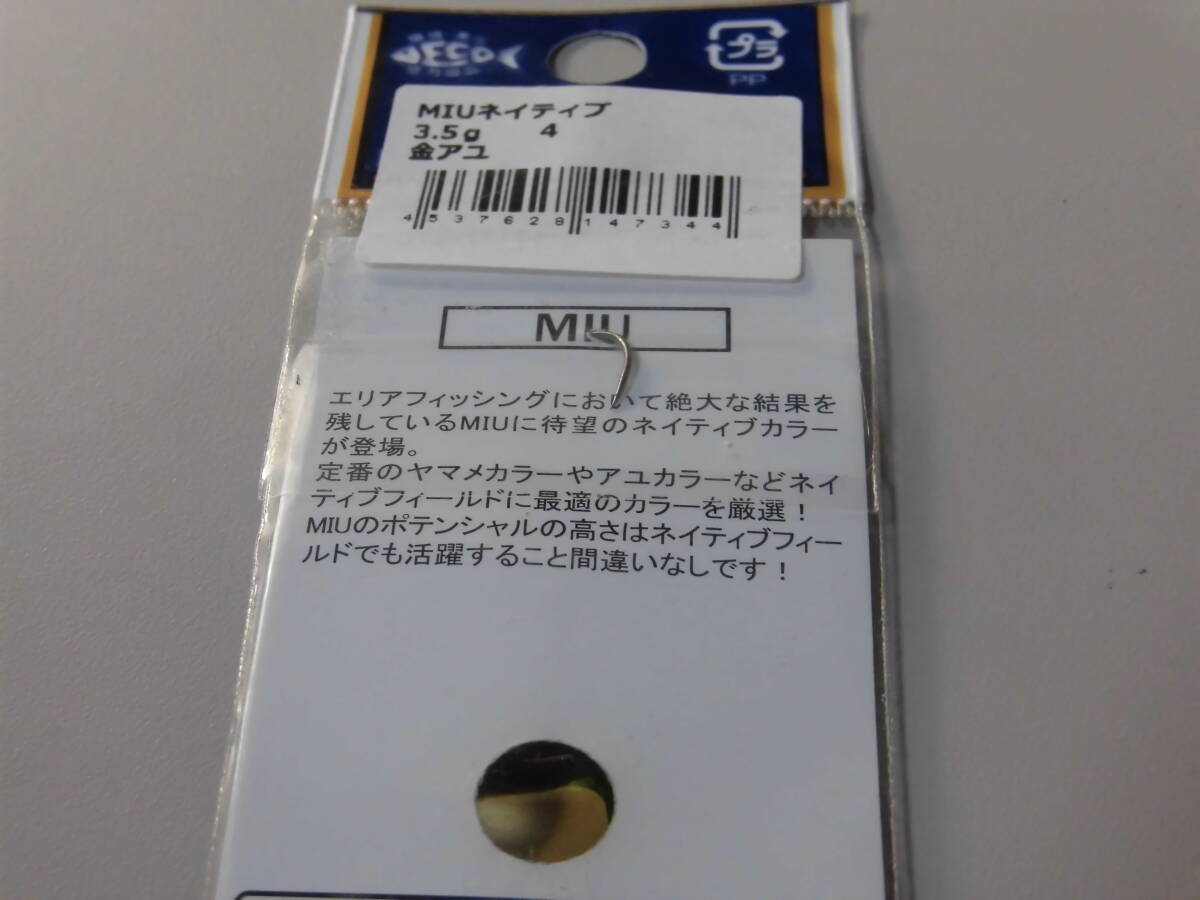 プラ
PP
MIUネイティブ
3.5g 4
金アユ
4 537628 147344
MIU
エリアフィッシングにおいて絶大な結果を
残しているMIUに待望のネイティブカラー
が登場。
定番のヤマメカラーやアユカラーなどネイ
ティブフィールドに最適のカラーを厳選！
MIUのポテンシャルの高さはネイティブフィー
ルドでも活躍すること間違いなしです！